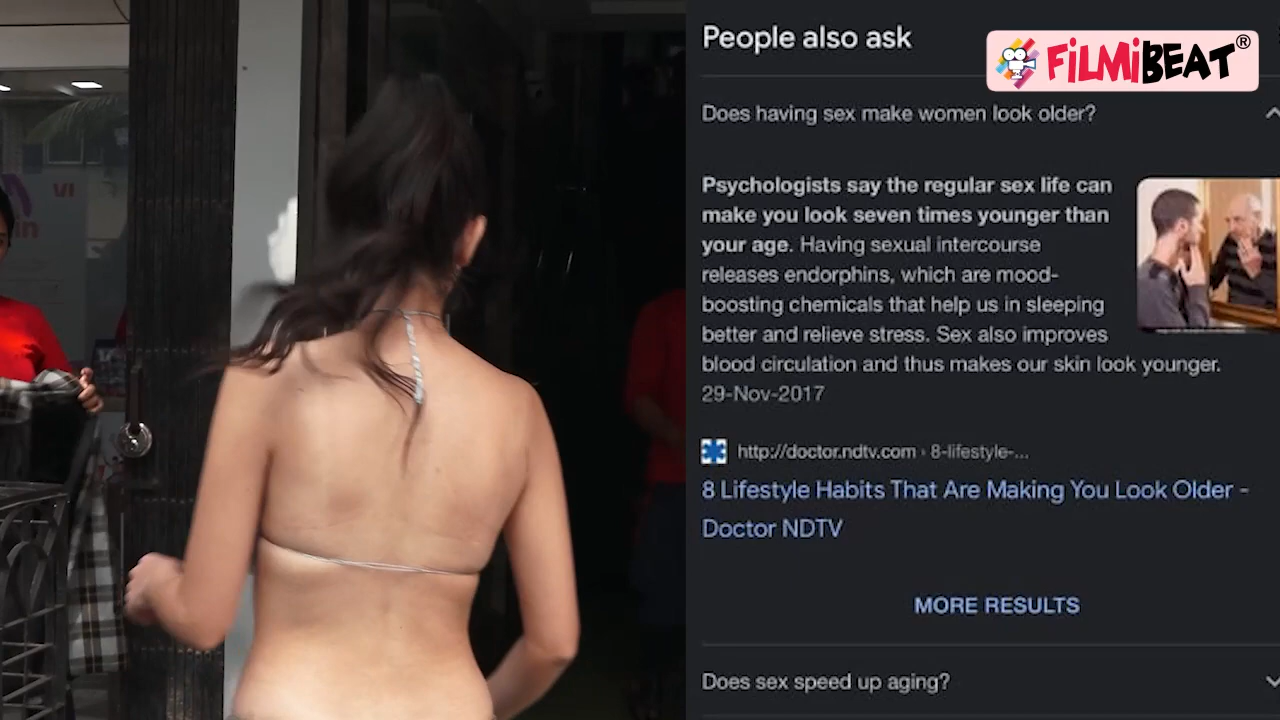 People also ask
FiLMiBEAT®
Does having sex make women look older?
Psychologists say the regular sex life can
make you look seven times younger than
your age. Having sexual intercourse
releases endorphins, which are mood-
boosting chemicals that help us in sleeping
better and relieve stress. Sex also improves
blood circulation and thus makes our skin look younger.
29-Nov-2017
http://doctor.ndtv.com › 8-lifestyle-...
8 Lifestyle Habits That Are Making You Look Older -
Doctor NDTV
MORE RESULTS
Does sex speed up aging?